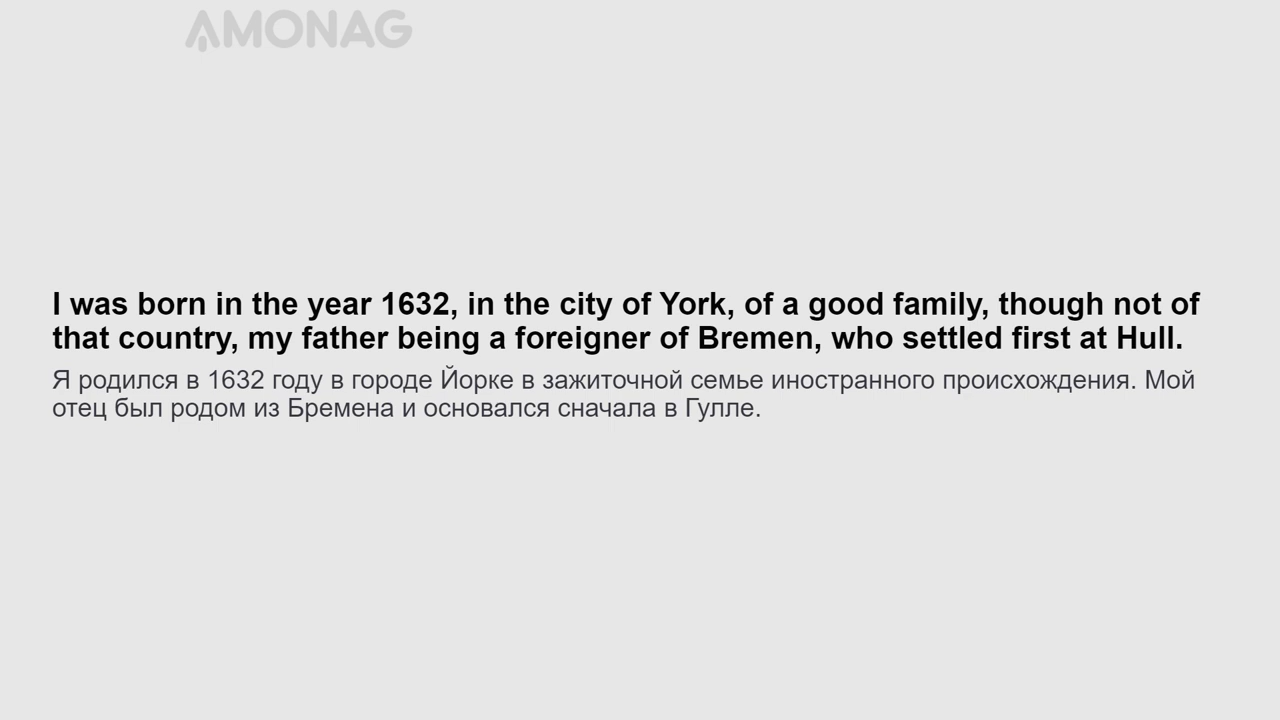 AMONAG
I was born in the year 1632, in the city of York, of a good family, though not of
that country, my father being a foreigner of Bremen, who settled first at Hull.
Я родился в 1632 году в городе Йорке в зажиточной семье иностранного происхождения. Мой
отец был родом из Бремена и основался сначала в Гулле.